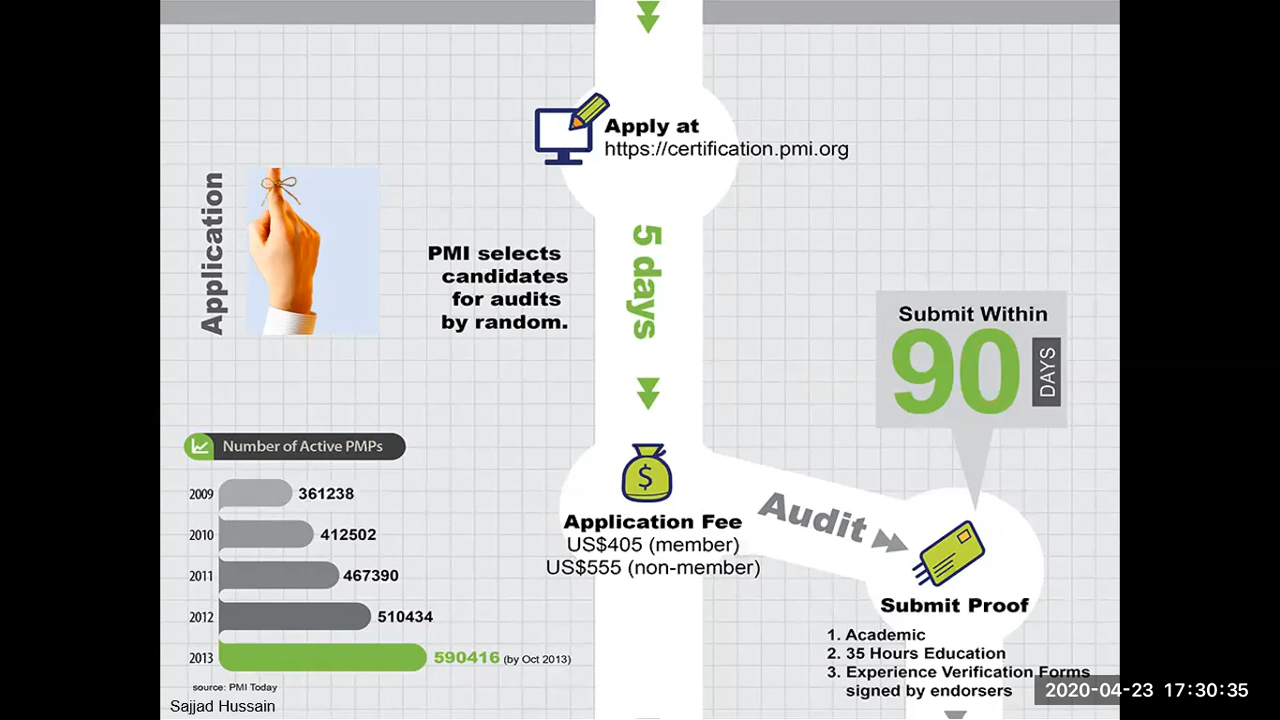 Apply at
https://certification.pmi.org
Application
PMI selects
candidates
for audits
by random.
5 days
Submit Within
90
DAYS
Number of Active PMPs
2009 361238
2010 412502
2011 467390
2012 510434
2013 590416 (by Oct 2013)
source: PMI Today
Sajjad Hussain
$
Application Fee
US$405 (member)
US$555 (non-member)
Audit
Submit Proof
1. Academic
2. 35 Hours Education
3. Experience Verification Forms
signed by endorsers
2020-04-23 17:30:35